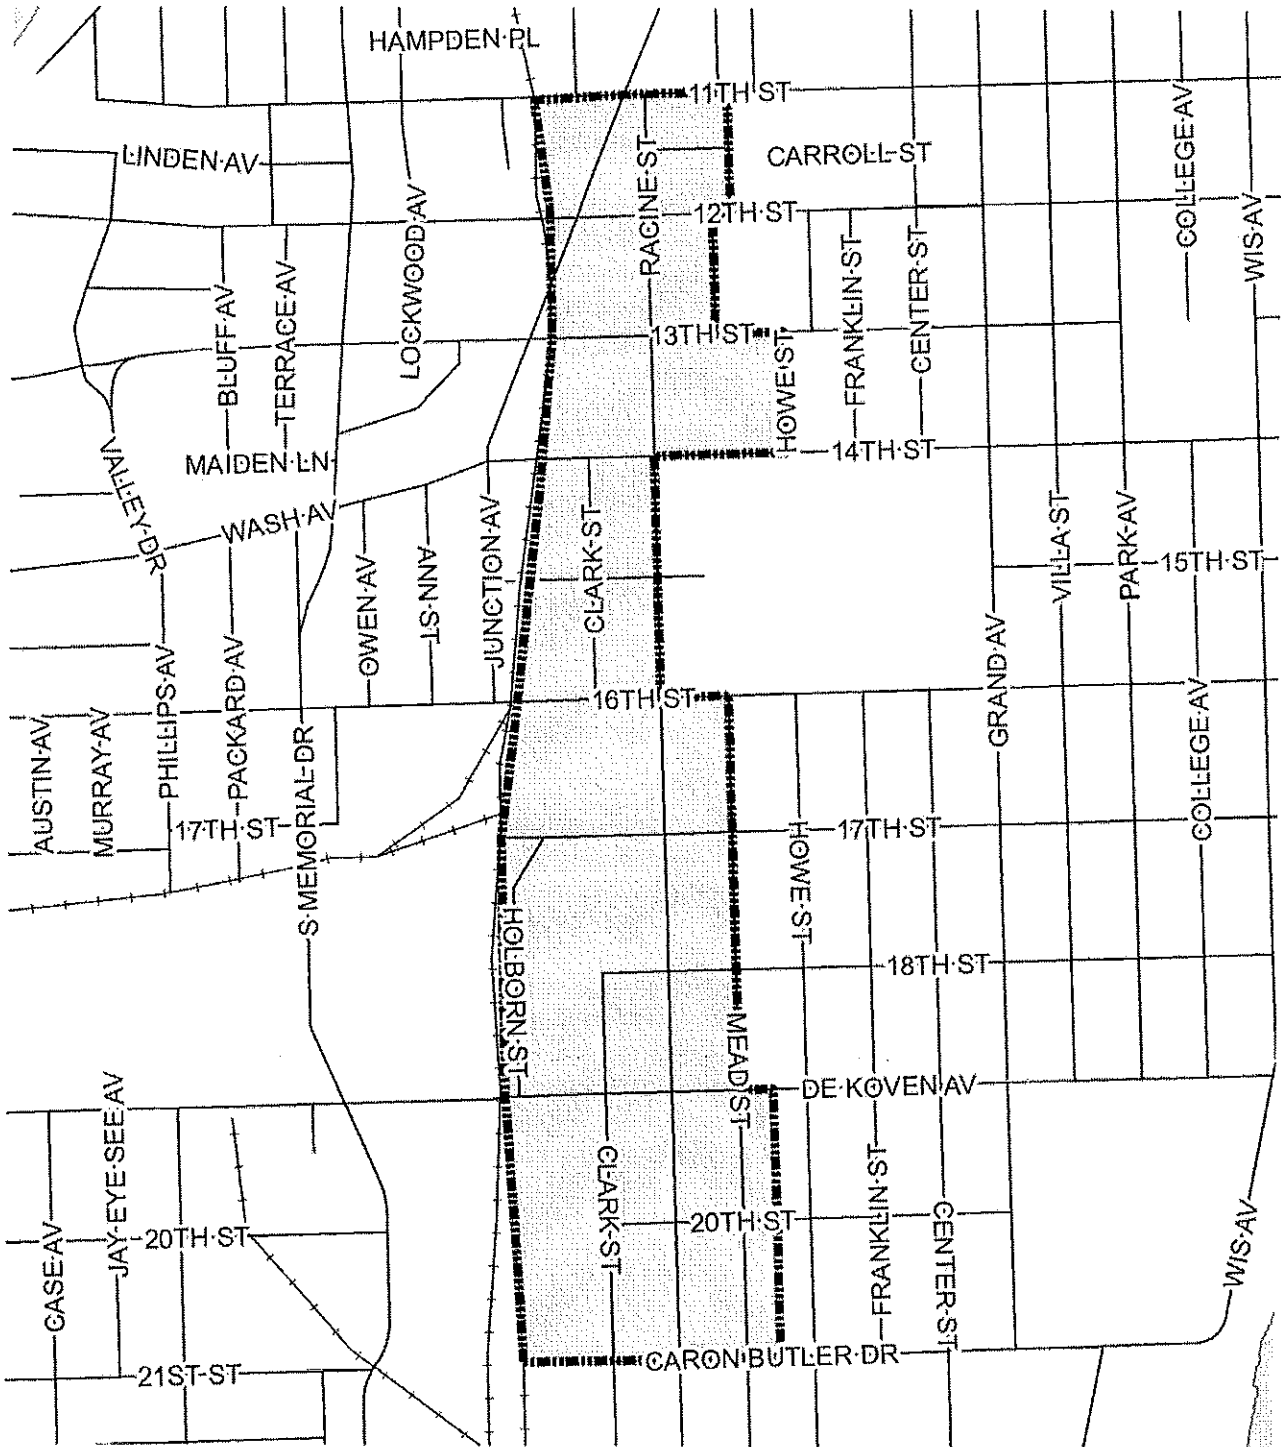 HAMPDEN PL
11TH ST
COLLEGE AV
LINDEN AV
RACINE ST
CARROLL ST
LOCKWOOD AV
12TH ST
WIS AV
BLUFF AV
TERRACE AV
FRANKLIN ST
CENTER ST
13TH ST
HOWE ST
14TH ST
MAIDEN LN
VALLEY DR
WASH AV
OWEN AV
ANN ST
JUNCTION AV
CLARK ST
VILLA ST
PARK AV
15TH ST
GRAND AV
16TH ST
AUSTIN AV
MURRAY AV
PHILLIPS AV
PACKARD AV
S MEMORIAL DR
COLLEGE AV
17TH ST
17TH ST
HOWE ST
HOLBORN ST
18TH ST
MEAD ST
DE KOVEN AV
CASE AV
JAY-EYE-SEE AV
20TH ST
CLARK ST
20TH ST
FRANKLIN ST
CENTER ST
WIS AV
21ST ST
CARON BUTLER DR